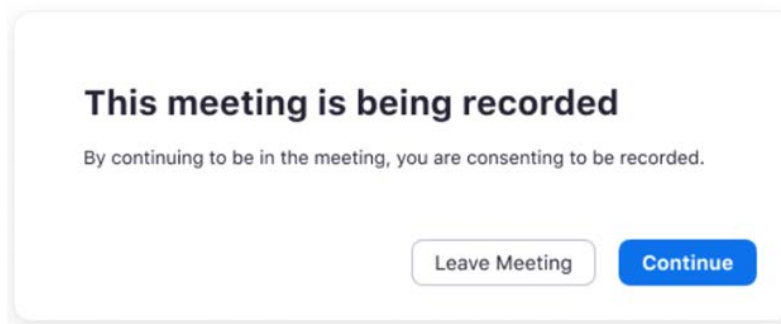 This meeting is being recorded
By continuing to be in the meeting, you are consenting to be recorded.
Leave Meeting
Continue